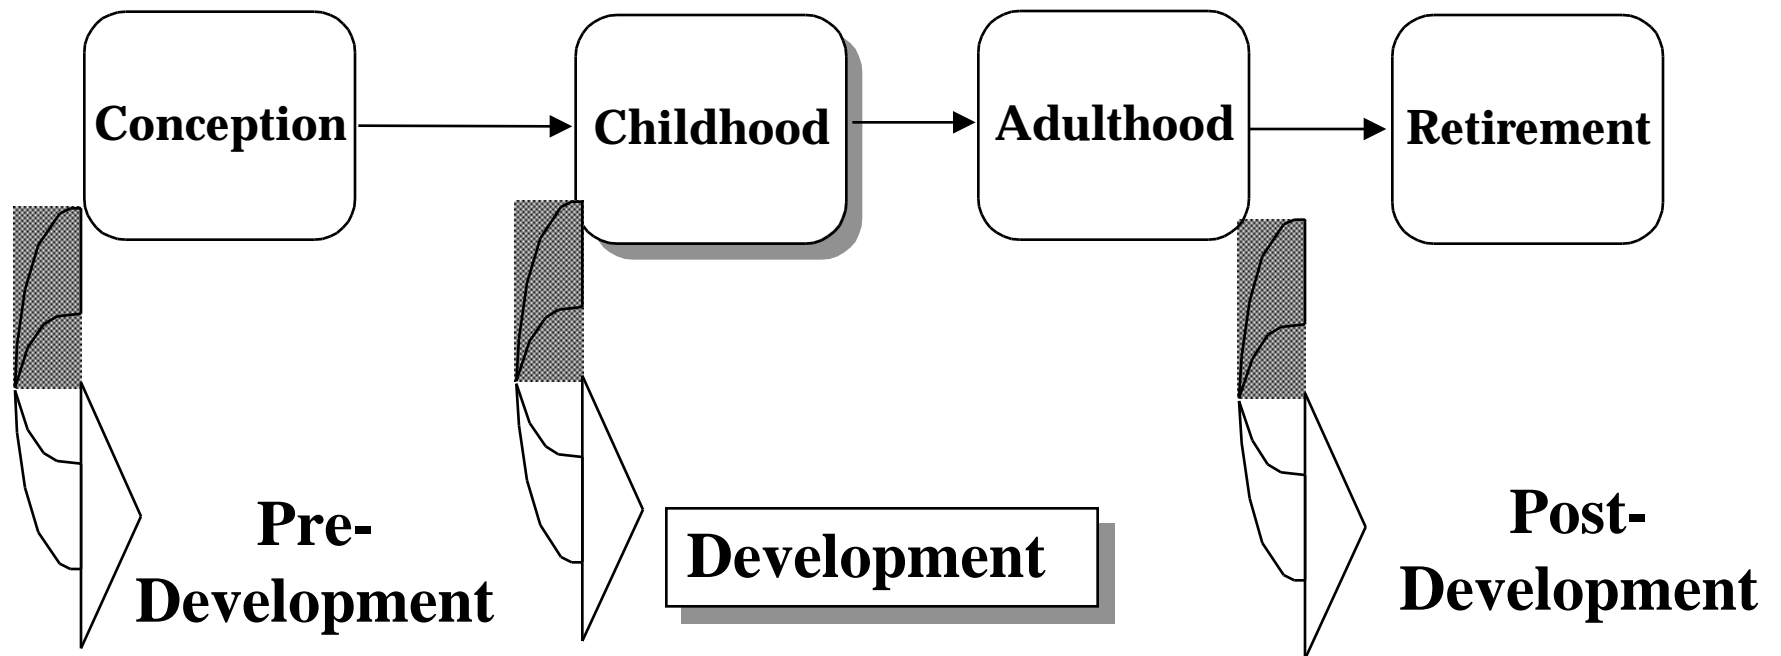 Conception
Childhood
Adulthood
Retirement
Pre-
Development
Development
Post-
Development